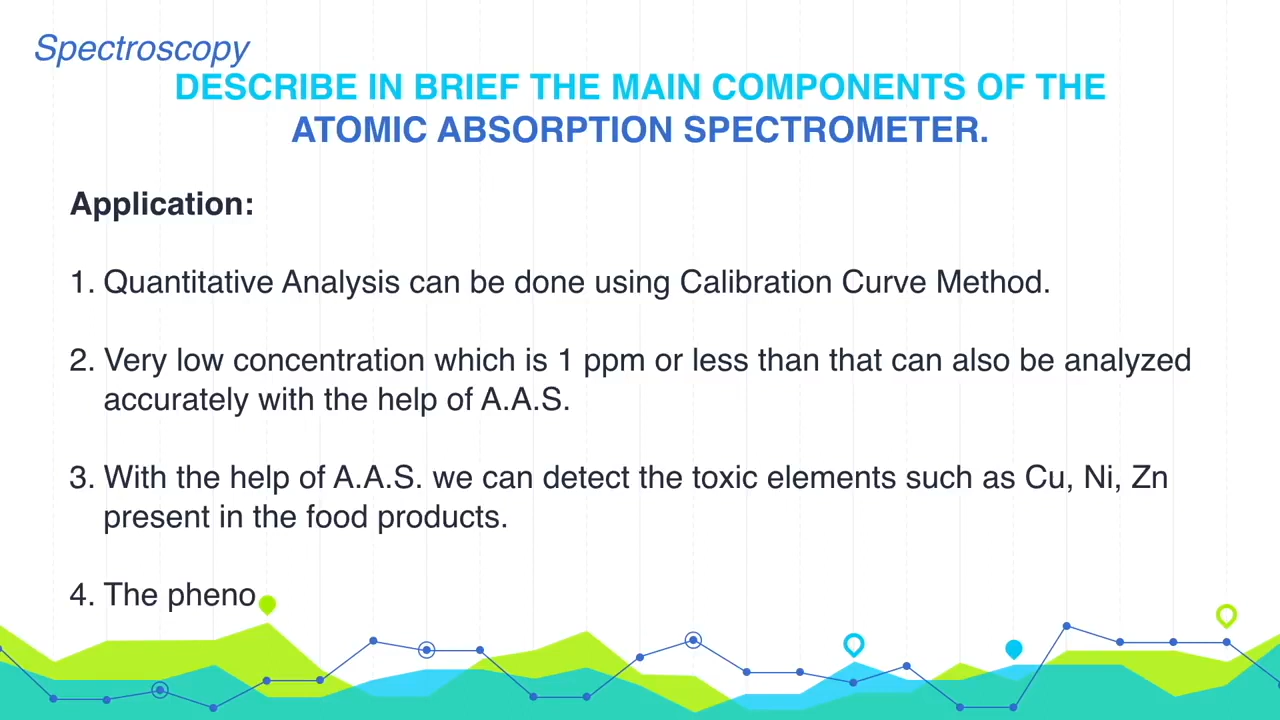 Spectroscopy
DESCRIBE IN BRIEF THE MAIN COMPONENTS OF THE
ATOMIC ABSORPTION SPECTROMETER.
Application:
1. Quantitative Analysis can be done using Calibration Curve Method.
2. Very low concentration which is 1 ppm or less than that can also be analyzed
accurately with the help of A.A.S.
3. With the help of A.A.S. we can detect the toxic elements such as Cu, Ni, Zn
present in the food products.
4. The pheno